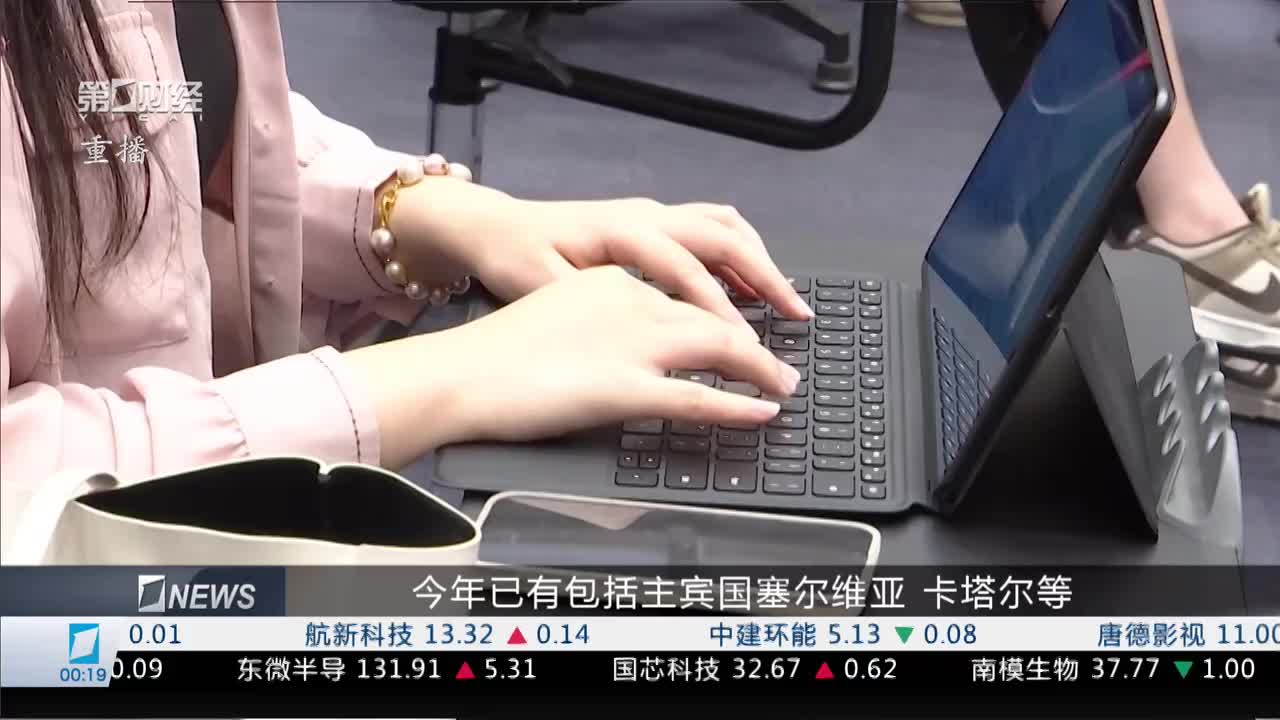 第一财经
YICAI
重播
NEWS 今年已有包括主宾国塞尔维亚 卡塔尔等
0.01 航新科技 13.32 ▲ 0.14 中建环能 5.13 ▼ 0.08 唐德影视 11.00
00:19 0.09 东微半导 131.91 ▲ 5.31 国芯科技 32.67 ▲ 0.62 南模生物 37.77 ▼ 1.00